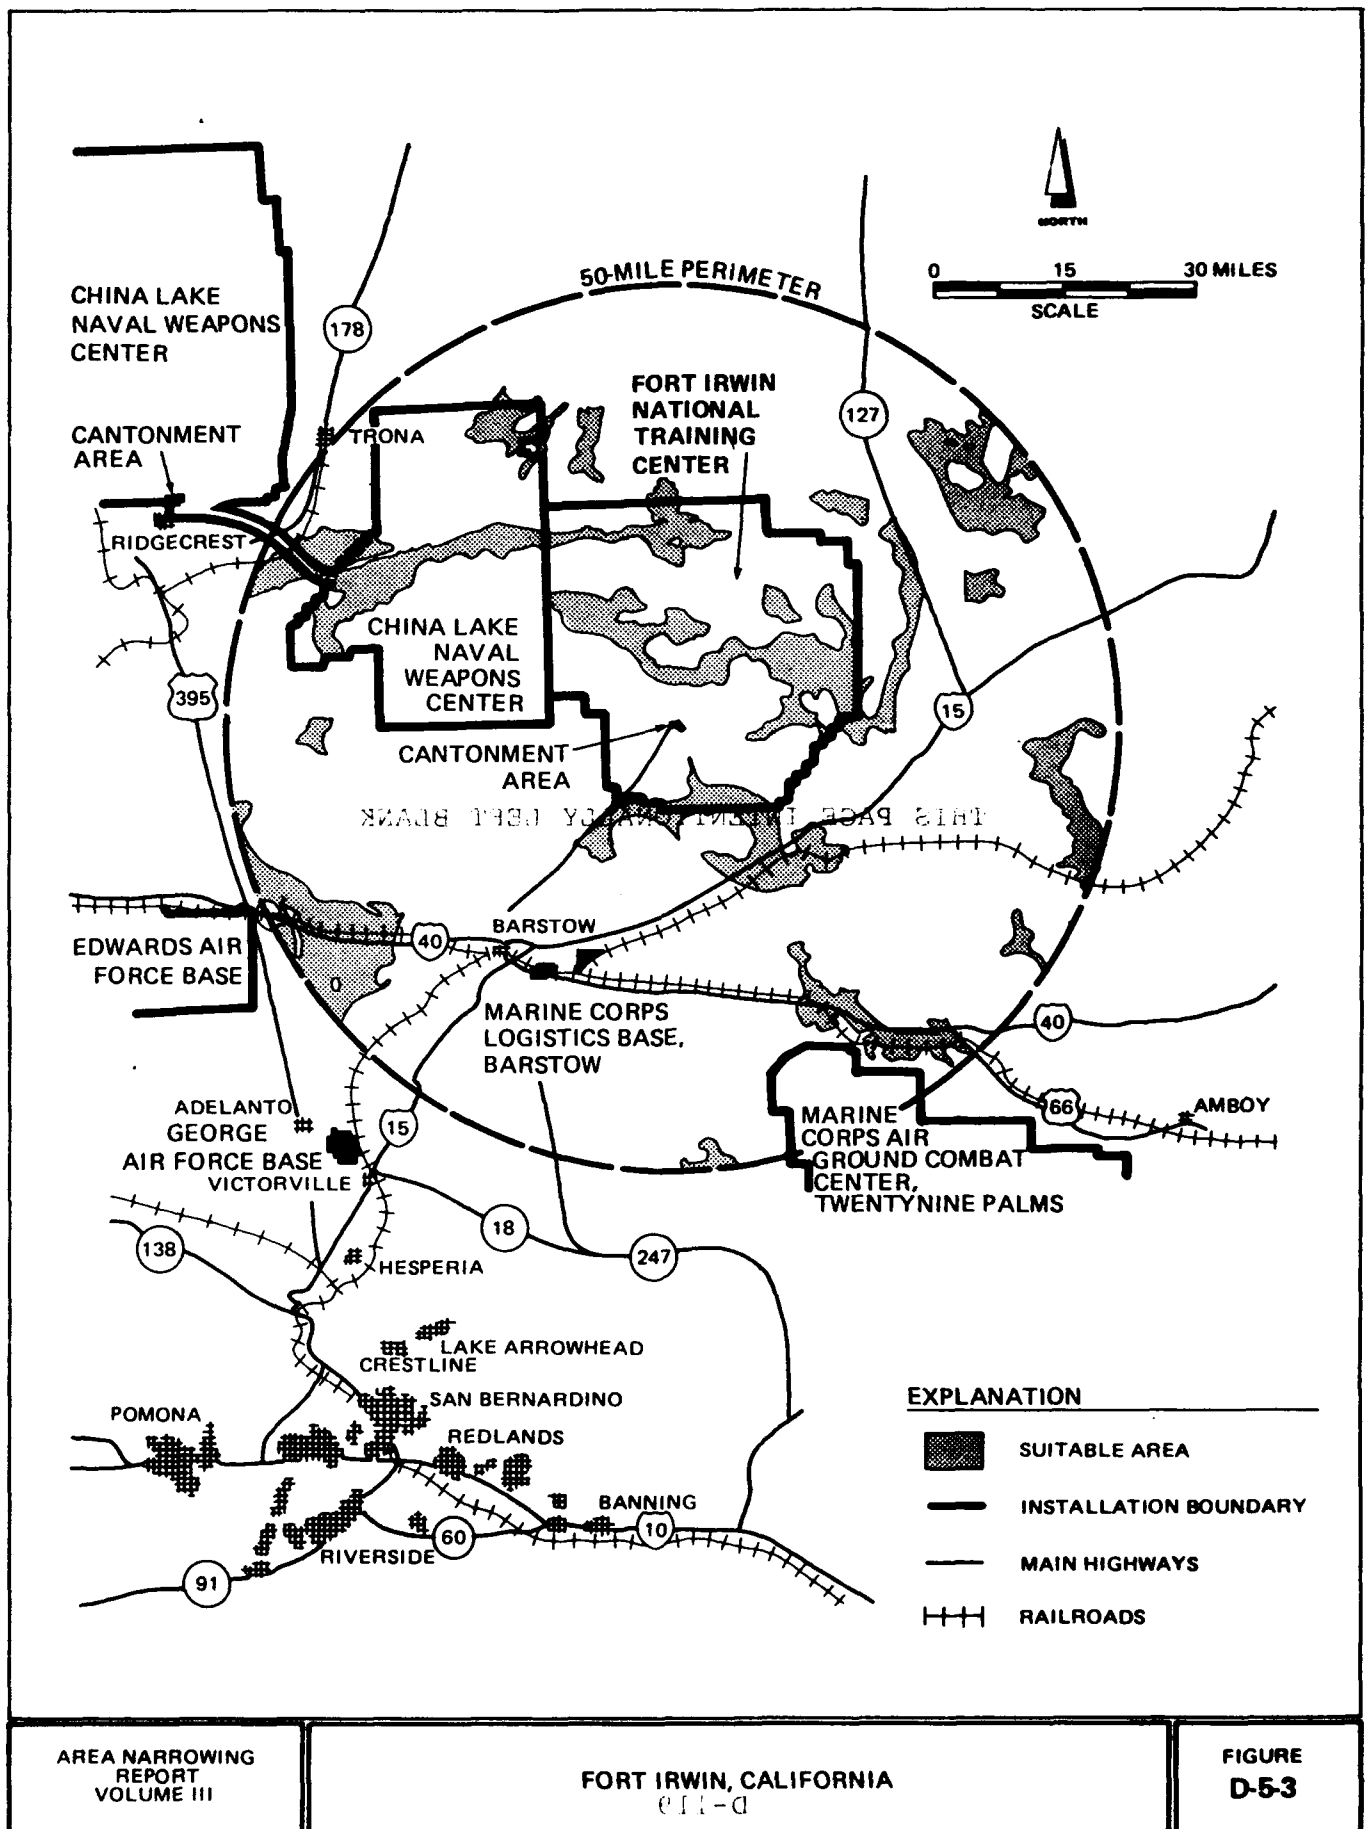 NORTH
0 15 30 MILES
SCALE
50-MILE PERIMETER
CHINA LAKE
NAVAL WEAPONS
CENTER
178
FORT IRWIN
NATIONAL
TRAINING
CENTER
127
CANTONMENT
AREA
TRONA
RIDGECREST
CHINA LAKE
NAVAL
WEAPONS
CENTER
395
15
CANTONMENT
AREA
THIS PAGE INTENTIONALLY LEFT BLANK
BARSTOW
40
EDWARDS AIR
FORCE BASE
MARINE CORPS
LOGISTICS BASE,
BARSTOW
40
66
AMBOY
ADELANTO
GEORGE
AIR FORCE BASE
VICTORVILLE
15
MARINE
CORPS AIR
GROUND COMBAT
CENTER,
TWENTYNINE PALMS
18
138
247
HESPERIA
LAKE ARROWHEAD
CRESTLINE
SAN BERNARDINO
POMONA
REDLANDS
BANNING
10
60
RIVERSIDE
91
EXPLANATION
SUITABLE AREA
INSTALLATION BOUNDARY
MAIN HIGHWAYS
RAILROADS
AREA NARROWING
REPORT
VOLUME III
FORT IRWIN, CALIFORNIA
D-119
FIGURE
D-5-3